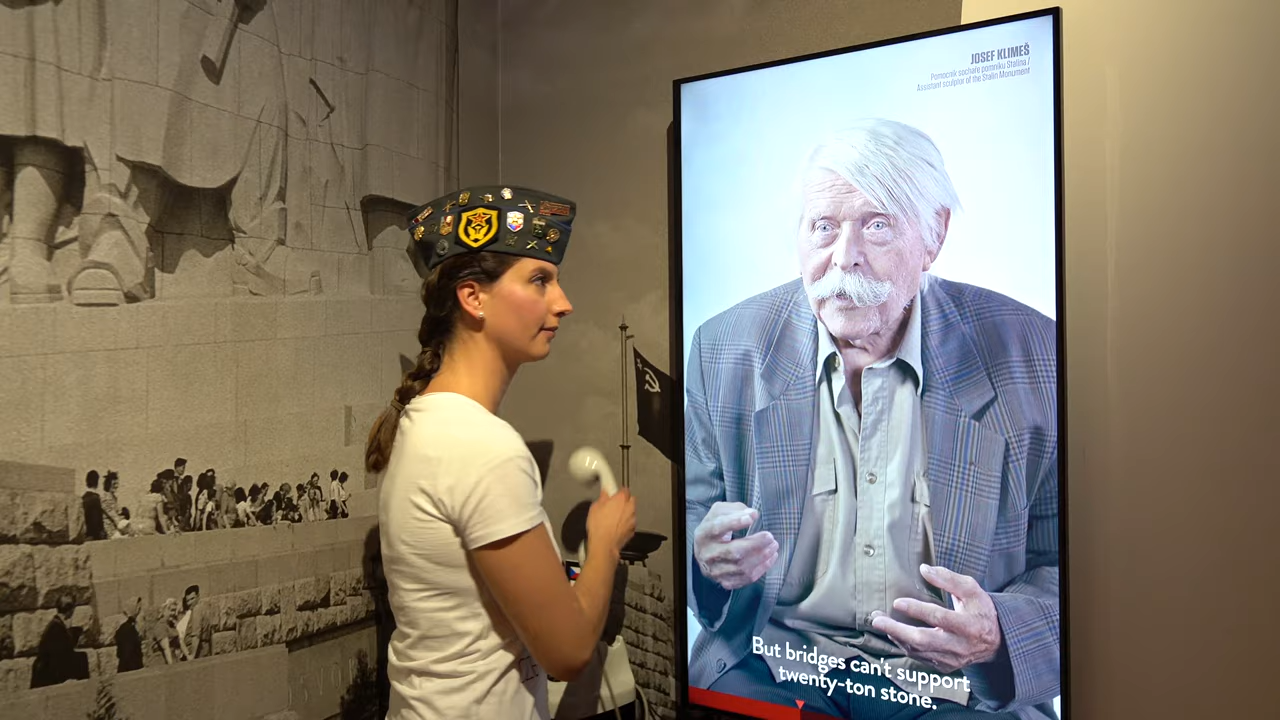 JOSEF KLIMEŠ
Pomocník sochaře pomníku Stalina /
Assistant sculptor of the Stalin Monument
But bridges can't support
twenty-ton stone.